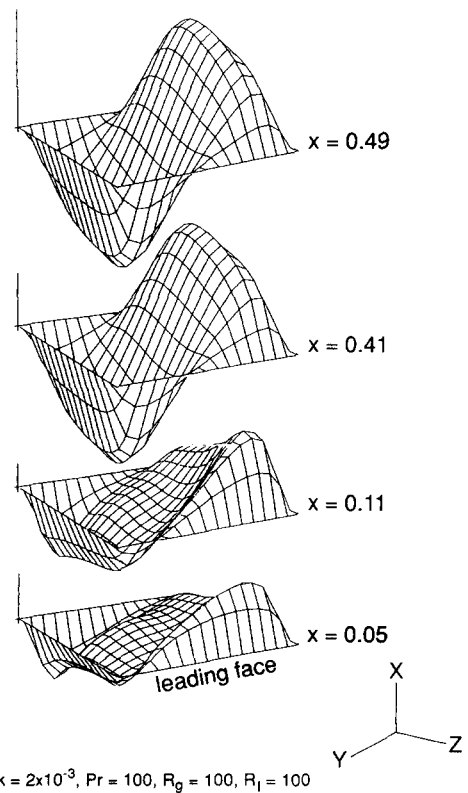 x = 0.49
x = 0.41
x = 0.11
x = 0.05
leading face
X
Y
Z
k = 2x10⁻³, Pr = 100, R_g = 100, R_l = 100